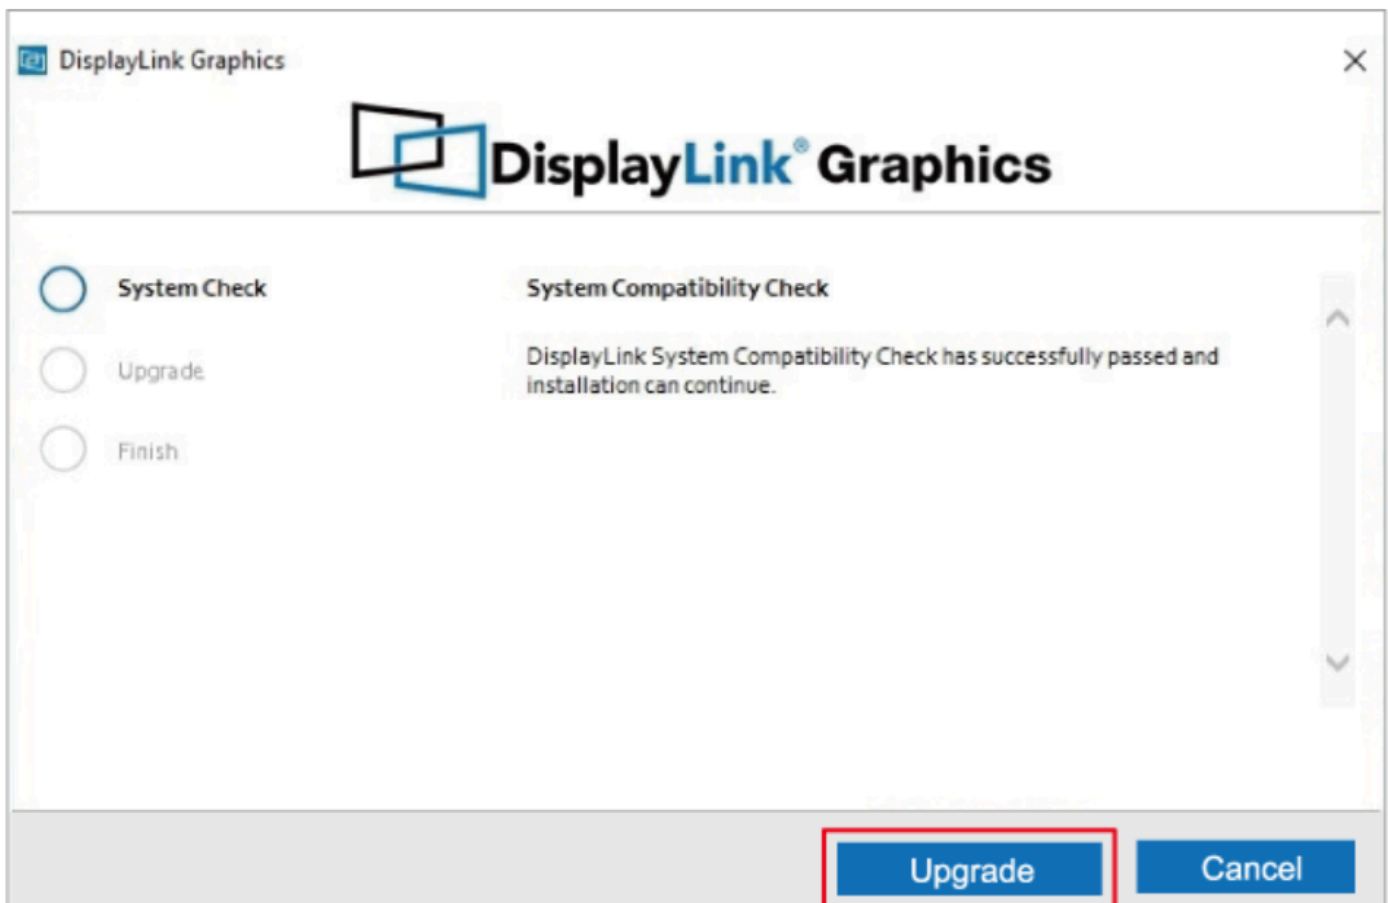 DisplayLink Graphics
DisplayLink® Graphics
System Check
System Compatibility Check
Upgrade
DisplayLink System Compatibility Check has successfully passed and
installation can continue.
Finish
Upgrade
Cancel